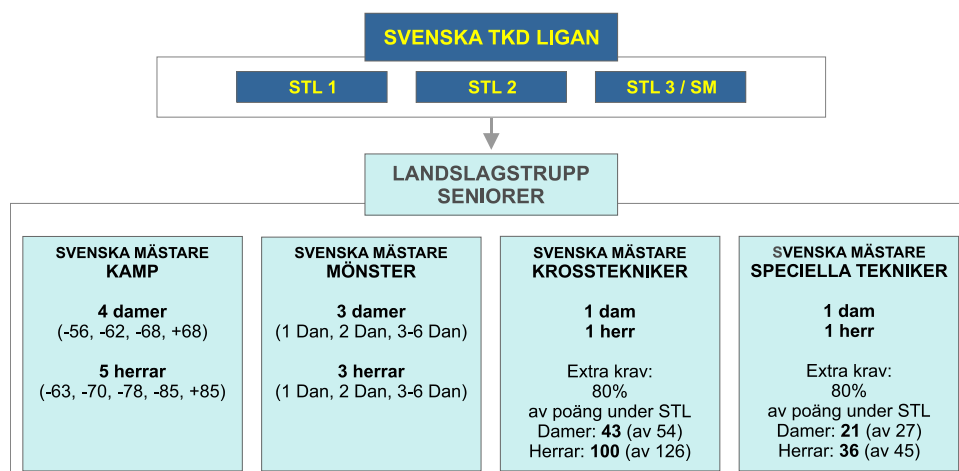 SVENSKA TKD LIGAN
STL 1
STL 2
STL 3 / SM
LANDSLAGSTRUPP
SENIORER
SVENSKA MÄSTARE
KAMP
4 damer
(-56, -62, -68, +68)
5 herrar
(-63, -70, -78, -85, +85)
SVENSKA MÄSTARE
MÖNSTER
3 damer
(1 Dan, 2 Dan, 3-6 Dan)
3 herrar
(1 Dan, 2 Dan, 3-6 Dan)
SVENSKA MÄSTARE
KROSSTEKNIKER
1 dam
1 herr
Extra krav:
80%
av poäng under STL
Damer: 43 (av 54)
Herrar: 100 (av 126)
SVENSKA MÄSTARE
SPECIELLA TEKNIKER
1 dam
1 herr
Extra krav:
80%
av poäng under STL
Damer: 21 (av 27)
Herrar: 36 (av 45)